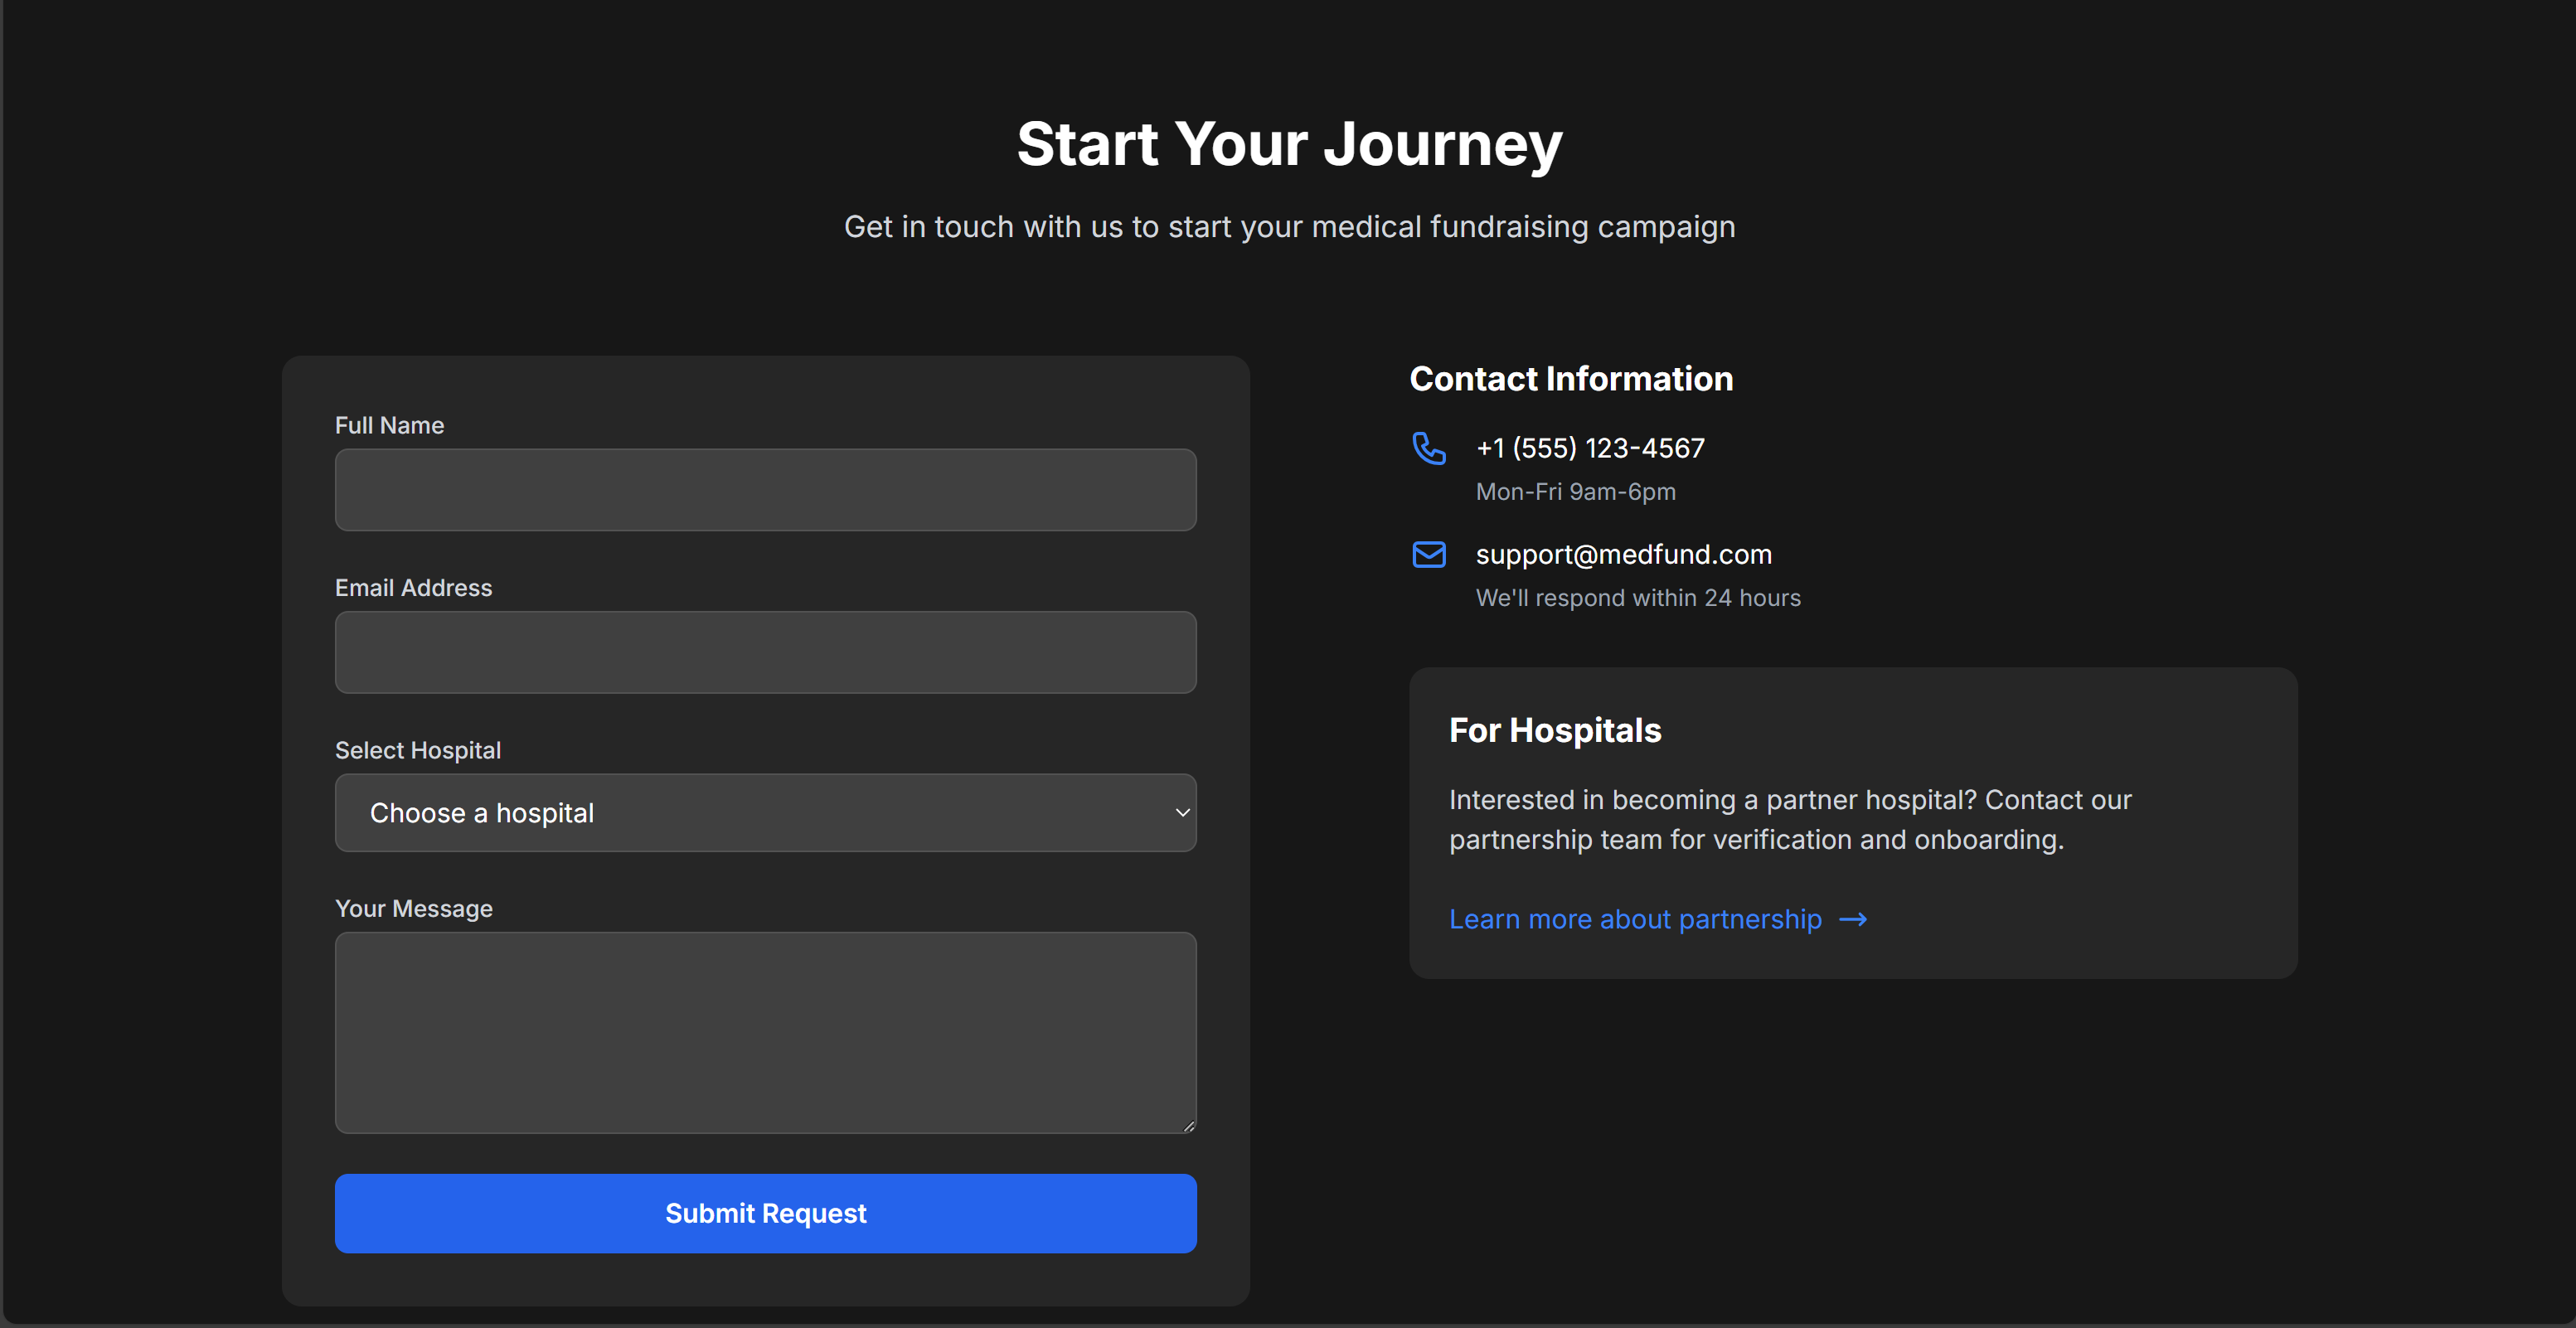 Start Your Journey
Get in touch with us to start your medical fundraising campaign
Full Name
Email Address
Select Hospital
Choose a hospital
Your Message
Submit Request
Contact Information
+1 (555) 123-4567
Mon-Fri 9am-6pm
support@medfund.com
We'll respond within 24 hours
For Hospitals
Interested in becoming a partner hospital? Contact our
partnership team for verification and onboarding.
Learn more about partnership →